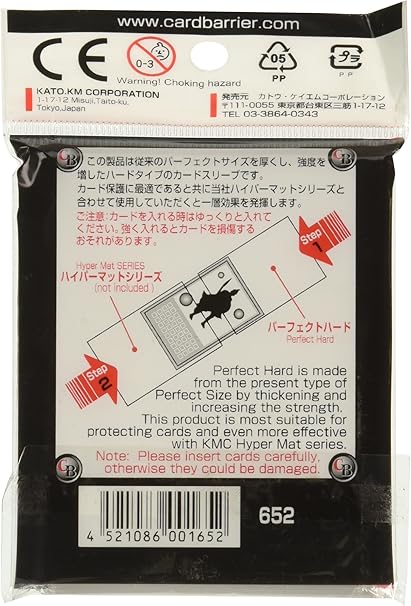 www.cardbarrier.com
CE
0-3
Warning! Choking hazard
05
PP
プラ
P.P
KATO.KM CORPORATION
1-17-12 Misuji,Taito-ku,
Tokyo,Japan
発売元 カトウ・ケイエムコーポレーション
〒111-0055 東京都台東区三筋1-17-12
TEL 03-3864-0343
CB
CB
この製品は従来のパーフェクトサイズを厚くし、強度を
増したハードタイプのカードスリーブです。
カード保護に最適であると共に当社ハイパーマットシリーズと
合わせて使用していただくと一層効果を発揮します。
ご注意：カードを入れる時はゆっくりと入れて
ください。強く入れるとカードを損傷する
おそれがあります。
Step 1
Hyper Mat SERIES
ハイパーマットシリーズ
(not included)
パーフェクトハード
Perfect Hard
Step 2
Perfect Hard is made
from the present type of
Perfect Size by thickening and
increasing the strength.
This product is most suitable for
protecting cards and even more effective
with KMC Hyper Mat series.
Note: Please insert cards carefully,
otherwise they could be damaged.
CB
CB
4 521086 001652
652